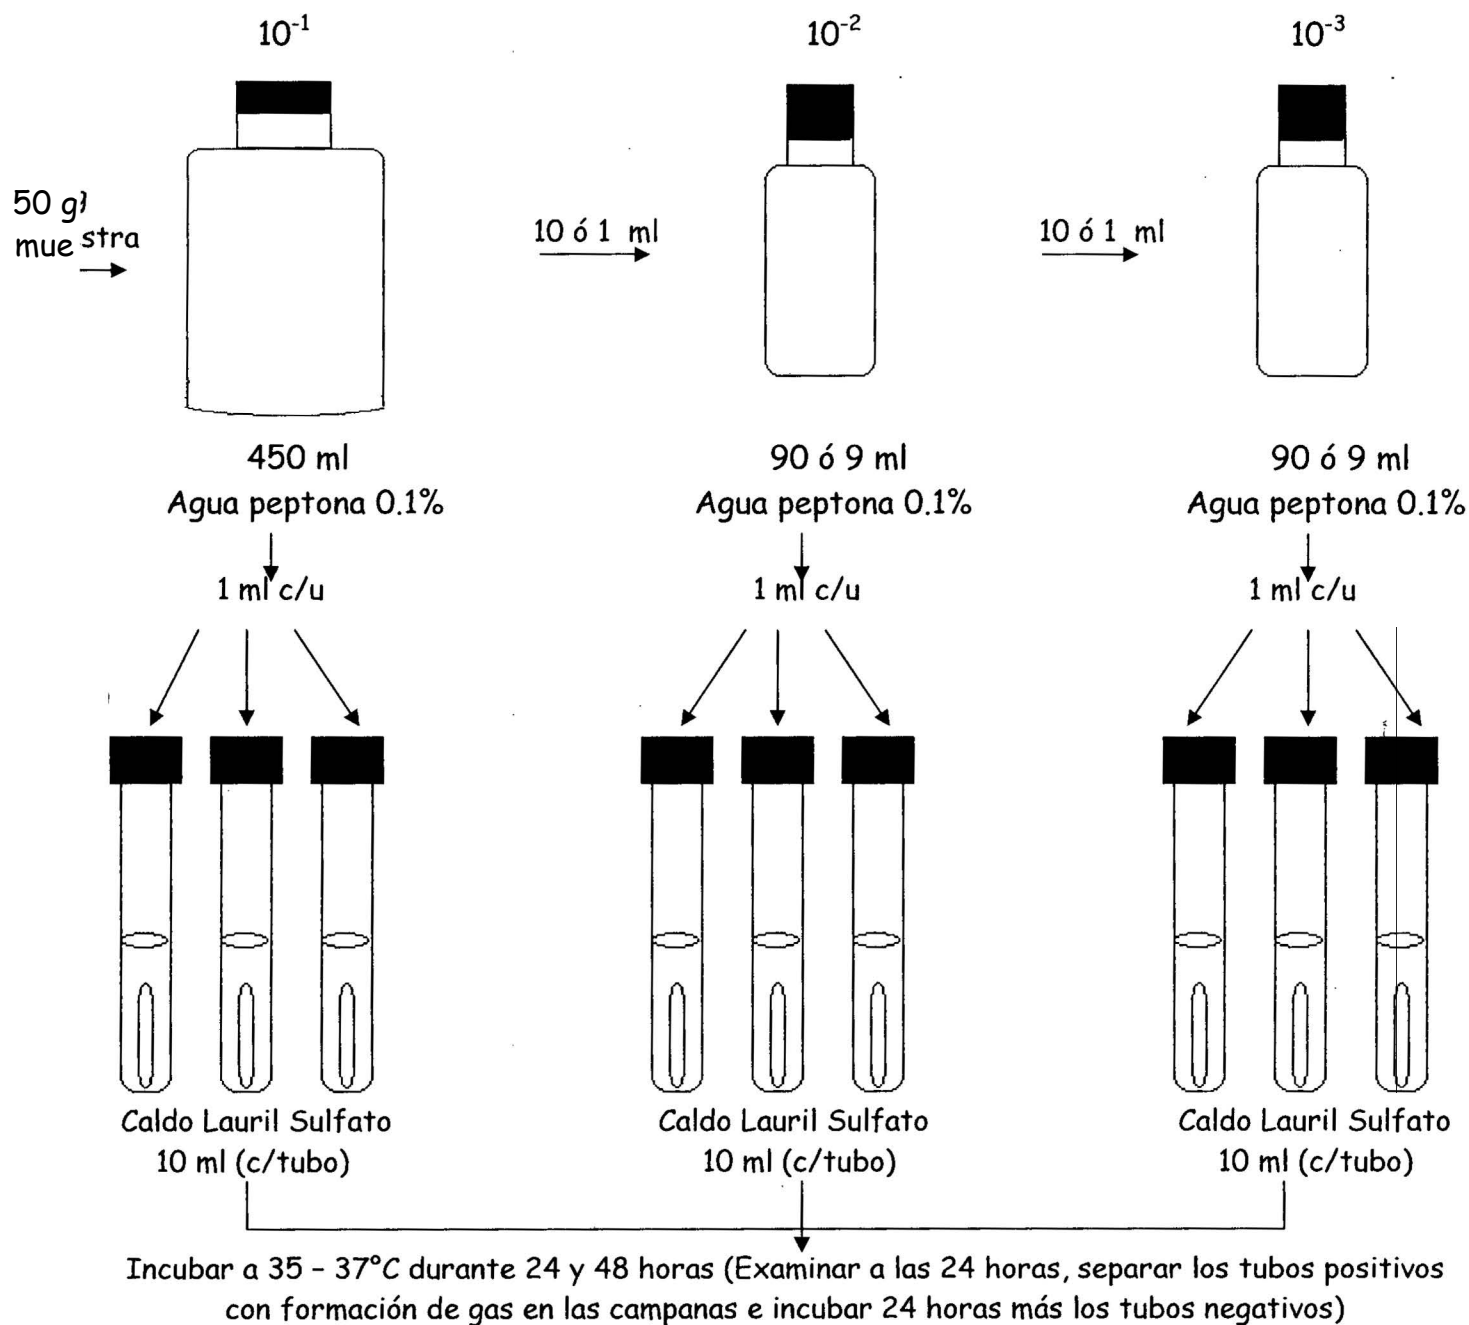 10⁻¹ 10⁻² 10⁻³
50 g
muestra
10 ó 1 ml 10 ó 1 ml
450 ml 90 ó 9 ml 90 ó 9 ml
Agua peptona 0.1% Agua peptona 0.1% Agua peptona 0.1%
1 ml c/u 1 ml c/u 1 ml c/u
Caldo Lauril Sulfato Caldo Lauril Sulfato Caldo Lauril Sulfato
10 ml (c/tubo) 10 ml (c/tubo) 10 ml (c/tubo)
Incubar a 35 – 37°C durante 24 y 48 horas (Examinar a las 24 horas, separar los tubos positivos
con formación de gas en las campanas e incubar 24 horas más los tubos negativos)